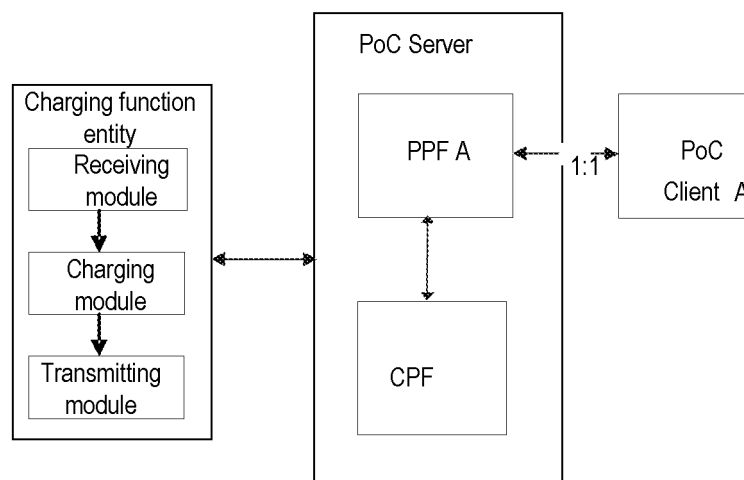 Charging function
entity
Receiving
module
Charging
module
Transmitting
module
PoC Server
PPF A
CPF
1:1
PoC
Client A